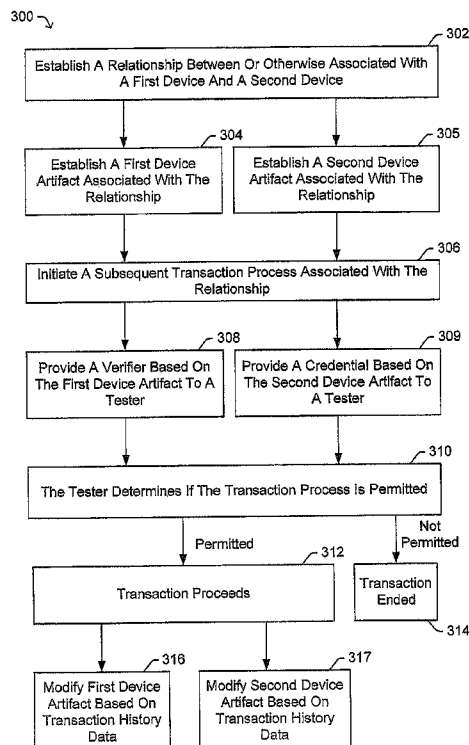 300
302
Establish A Relationship Between Or Otherwise Associated With
A First Device And A Second Device
304
305
Establish A First Device
Artifact Associated With The
Relationship
Establish A Second Device
Artifact Associated With The
Relationship
306
Initiate A Subsequent Transaction Process Associated With The
Relationship
308
309
Provide A Verifier Based On
The First Device Artifact To A
Tester
Provide A Credential Based On
The Second Device Artifact To
A Tester
310
The Tester Determines If The Transaction Process Is Permitted
Permitted
Not
Permitted
312
Transaction Proceeds
Transaction
Ended
314
316
317
Modify First Device
Artifact Based On
Transaction History
Data
Modify Second Device
Artifact Based On
Transaction History
Data